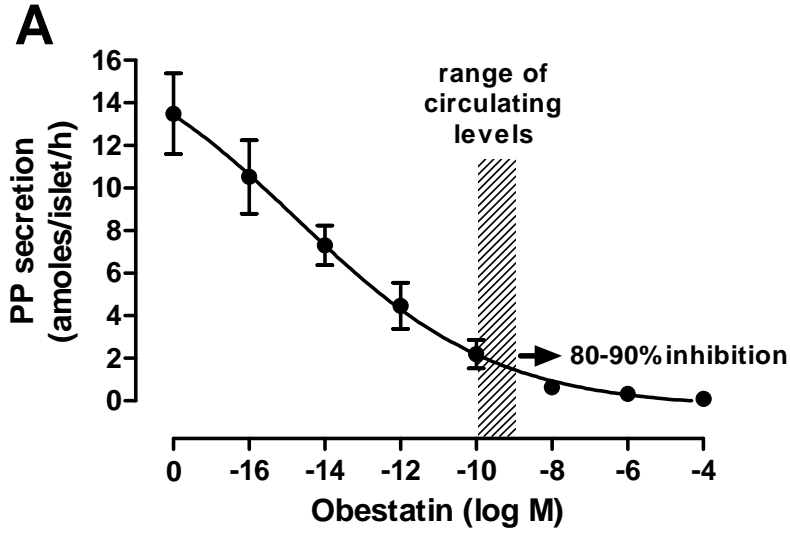 A
16
14
12
10
8
6
4
2
0
PP secretion
(amoles/islet/h)
range of
circulating
levels
80-90% inhibition
0 -16 -14 -12 -10 -8 -6 -4
Obestatin (log M)